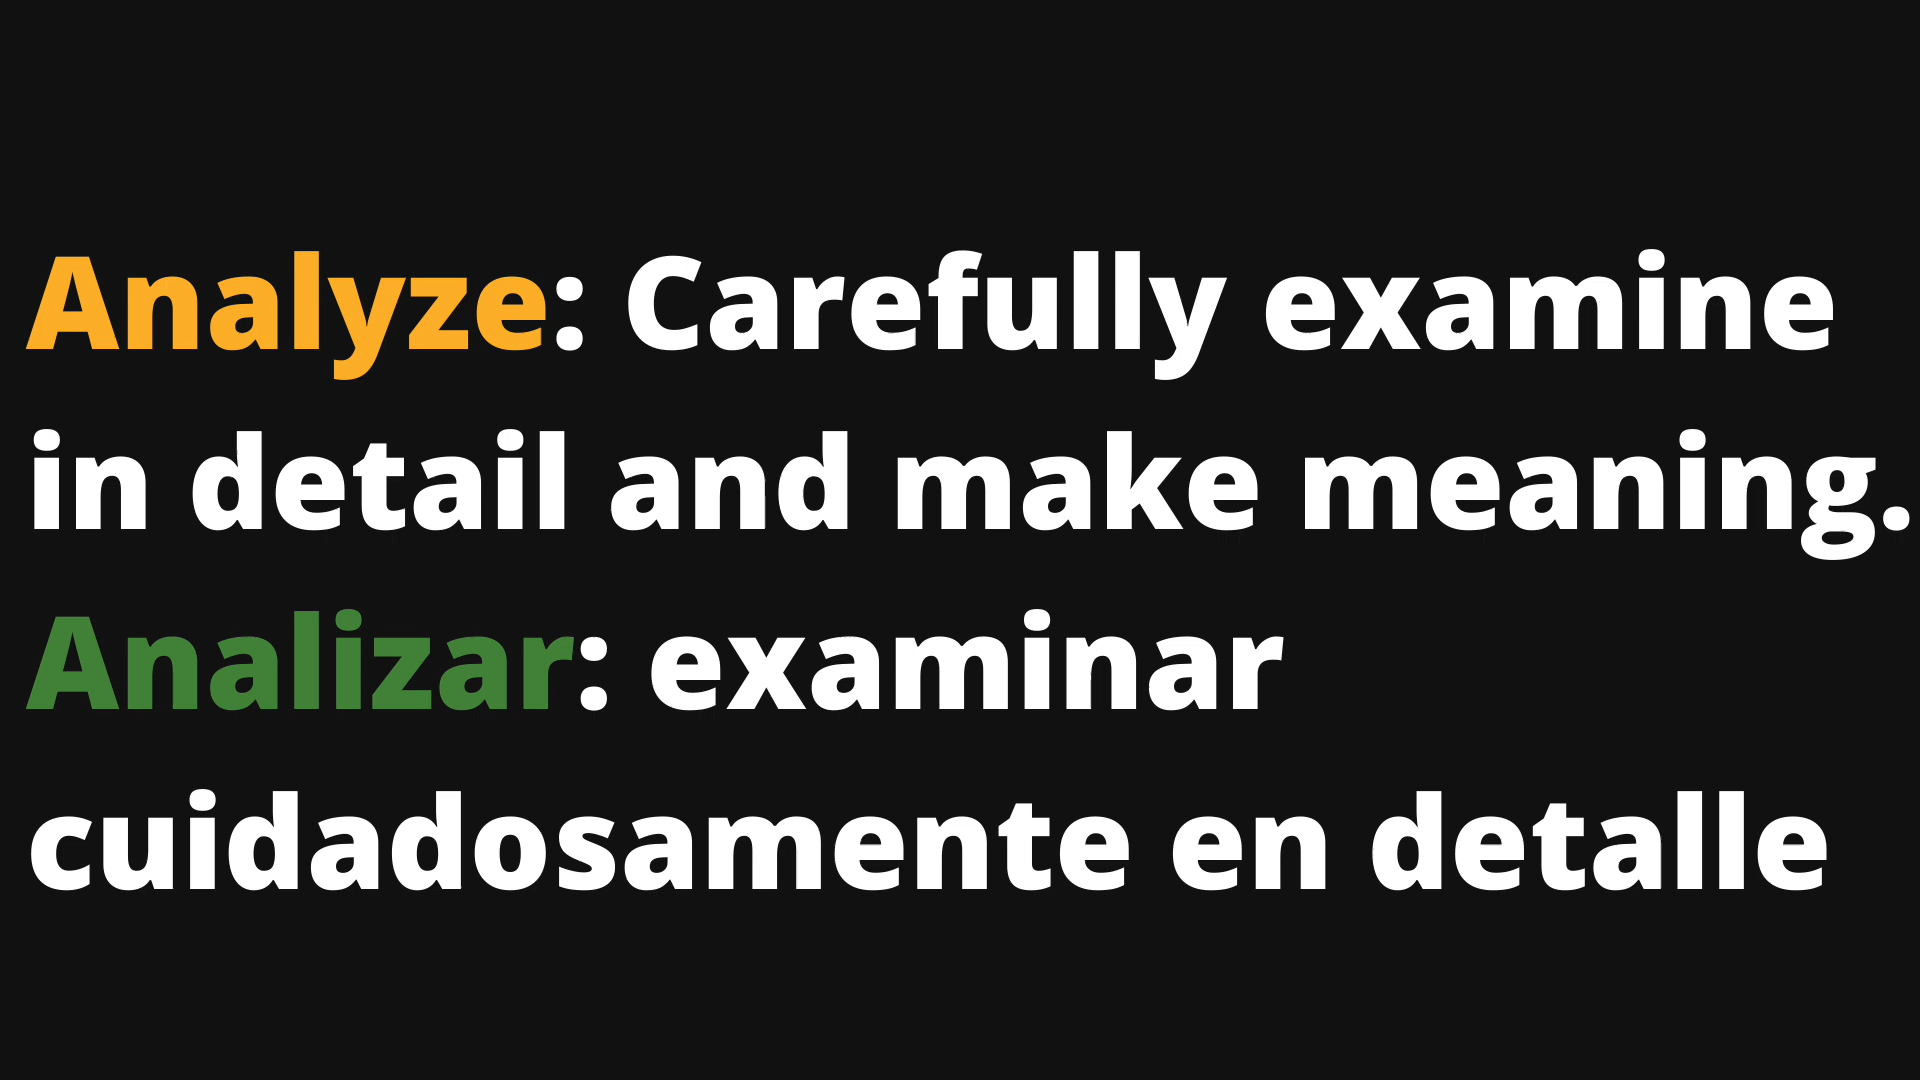 Analyze: Carefully examine
in detail and make meaning.
Analizar: examinar
cuidadosamente en detalle